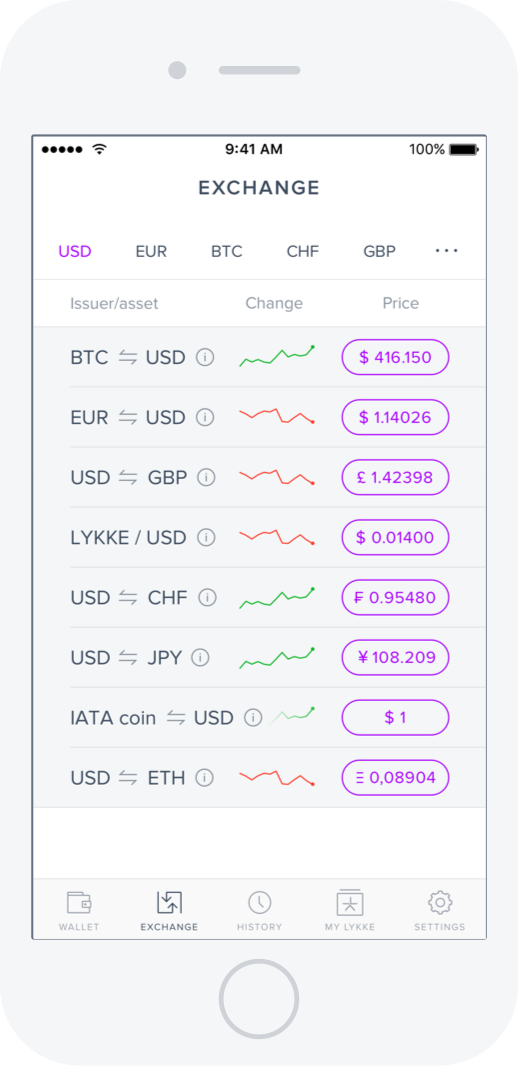 9:41 AM 100%
EXCHANGE
USD EUR BTC CHF GBP ...
Issuer/asset Change Price
BTC ⇋ USD i $ 416.150
EUR ⇋ USD i $ 1.14026
USD ⇋ GBP i £ 1.42398
LYKKE / USD i $ 0.01400
USD ⇋ CHF i ₣ 0.95480
USD ⇋ JPY i ¥ 108.209
IATA coin ⇋ USD i $ 1
USD ⇋ ETH i Ξ 0,08904
WALLET EXCHANGE HISTORY MY LYKKE SETTINGS